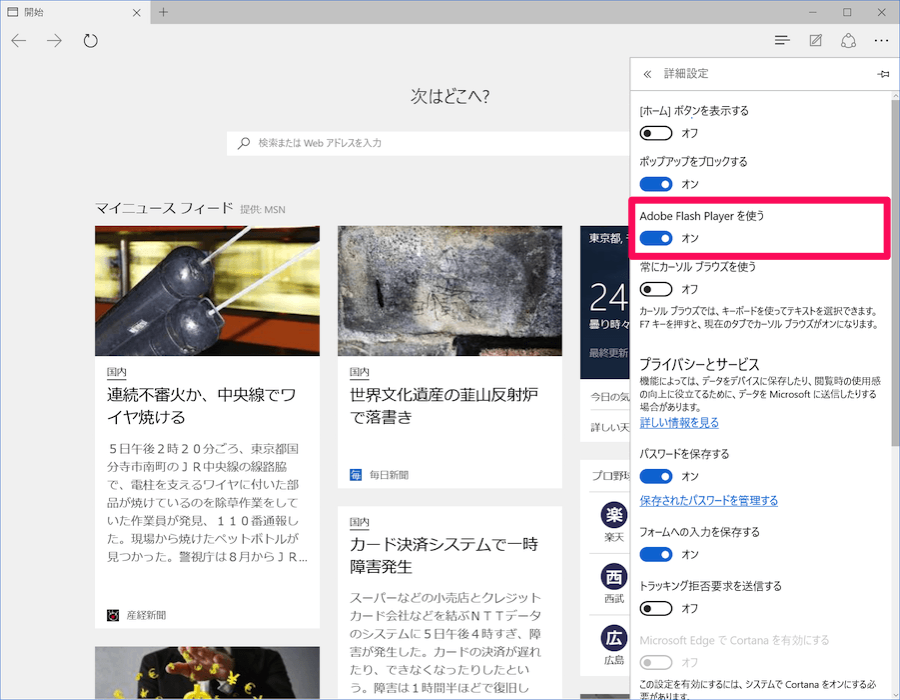 開始
次はどこへ?
検索または Web アドレスを入力
マイニュース フィード 提供: MSN
国内
連続不審火か、中央線でワ
イヤ焼ける
５日午後２時２０分ごろ、東京都国
分寺市南町のＪＲ中央線の線路脇
で、電柱を支えるワイヤに付いた部
品が焼けているのを除草作業をして
いた作業員が発見、１１０番通報し
た。現場から焼けたペットボトルが
見つかった。警視庁は８月からＪＲ...
産経新聞
国内
世界文化遺産の韮山反射炉
で落書き
毎
毎日新聞
国内
カード決済システムで一時
障害発生
スーパーなどの小売店とクレジット
カード会社などを結ぶＮＴＴデータ
のシステムに５日午後４時すぎ、障
害が発生した。カードの決済が遅れ
たり、できなくなったりしたとい
う。障害は１時間半ほどで復旧し
東京都,
24
曇り時々
最終更新
今日の気
詳しい天
プロ野球
楽
楽天
西
西武
広
広島
詳細設定
[ホーム] ボタンを表示する
オフ
ポップアップをブロックする
オン
Adobe Flash Player を使う
オン
常にカーソル ブラウズを使う
オフ
カーソル ブラウズでは、キーボードを使ってテキストを選択できます。
F7 キーを押すと、現在のタブでカーソル ブラウズがオンになります。
プライバシーとサービス
機能によっては、データをデバイスに保存したり、閲覧時の使用感
の向上に役立てるために、データを Microsoft に送信したりする
場合があります。
詳しい情報を見る
パスワードを保存する
オン
保存されたパスワードを管理する
フォームへの入力を保存する
オン
トラッキング拒否要求を送信する
オフ
Microsoft Edge で Cortana を有効にする
オフ
この設定を有効にするには、システムで Cortana をオンにする必
要があります。